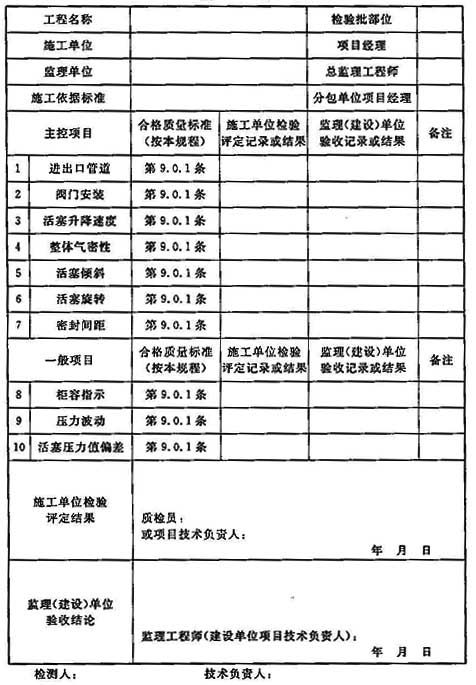 工程名称 检验批部位
施工单位 项目经理
监理单位 总监理工程师
施工依据标准 分包单位项目经理
主控项目 合格质量标准(按本规程) 施工单位检验评定记录或结果 监理(建设)单位验收记录或结果 备注
1 进出口管道 第9.0.1条
2 阀门安装 第9.0.1条
3 活塞升降速度 第9.0.1条
4 整体气密性 第9.0.1条
5 活塞倾斜 第9.0.1条
6 活塞旋转 第9.0.1条
7 密封间距 第9.0.1条
一般项目 合格质量标准(按本规程) 施工单位检验评定记录或结果 监理(建设)单位验收记录或结果 备注
8 柜容指示 第9.0.1条
9 压力波动 第9.0.1条
10 活塞压力值偏差 第9.0.1条
施工单位检验
评定结果
质检员：
或项目技术负责人：
年 月 日
监理(建设)单位
验收结论
监理工程师(建设单位项目技术负责人)：
年 月 日
检测人： 技术负责人：